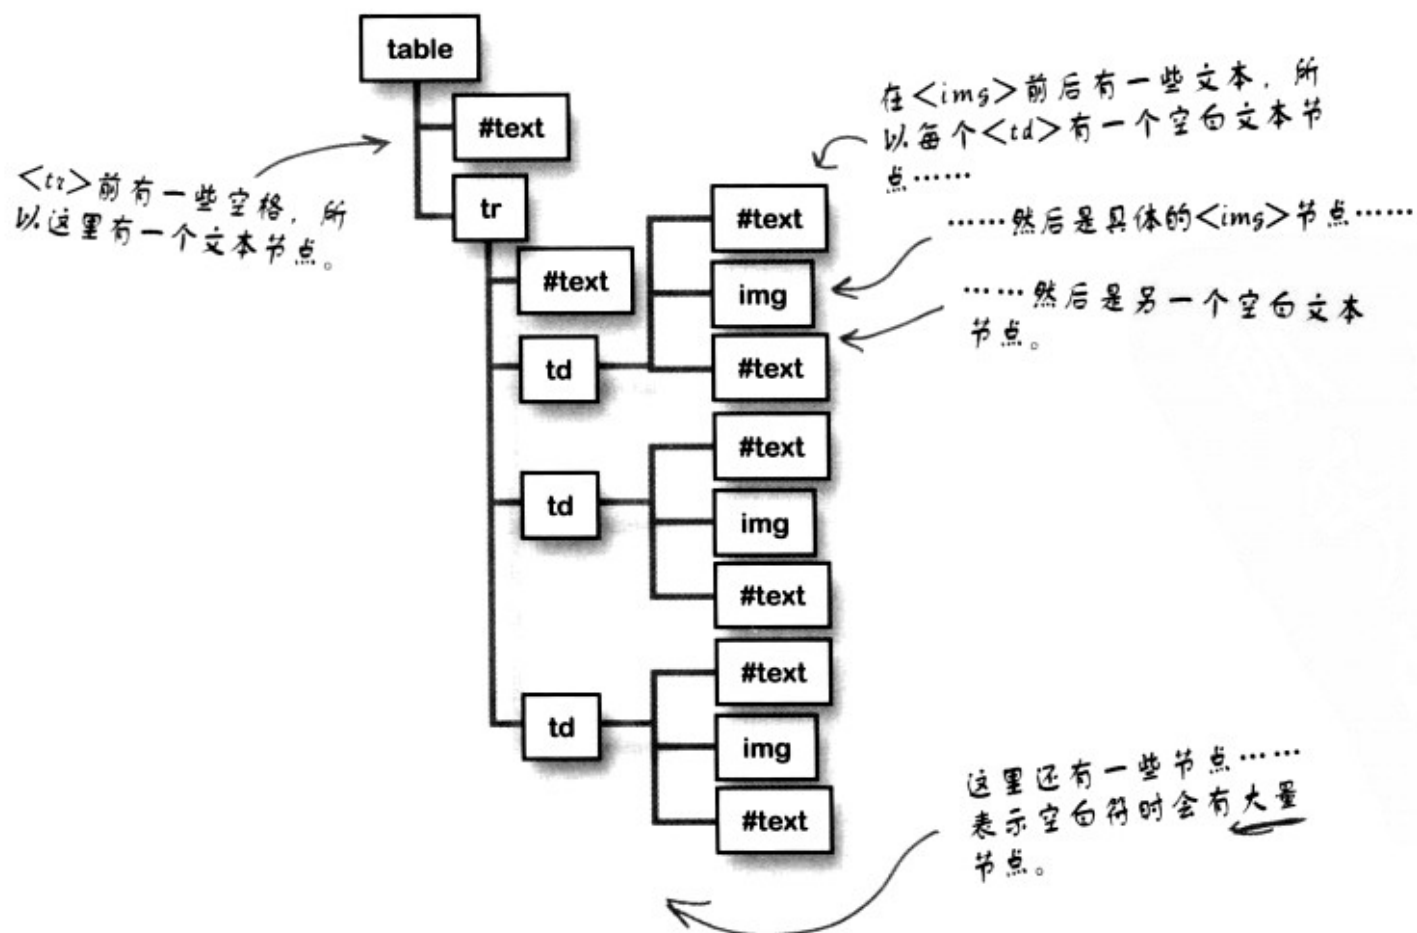 table
#text
tr
#text
td
#text
img
#text
td
#text
img
#text
td
#text
img
#text
<tr>前有一些空格，所
以这里有一个文本节点。
在<img>前后有一些文本，所
以每个<td>有一个空白文本节
点……
……然后是具体的<img>节点……
……然后是另一个空白文本
节点。
这里还有一些节点……
表示空白符时会有大量
节点。